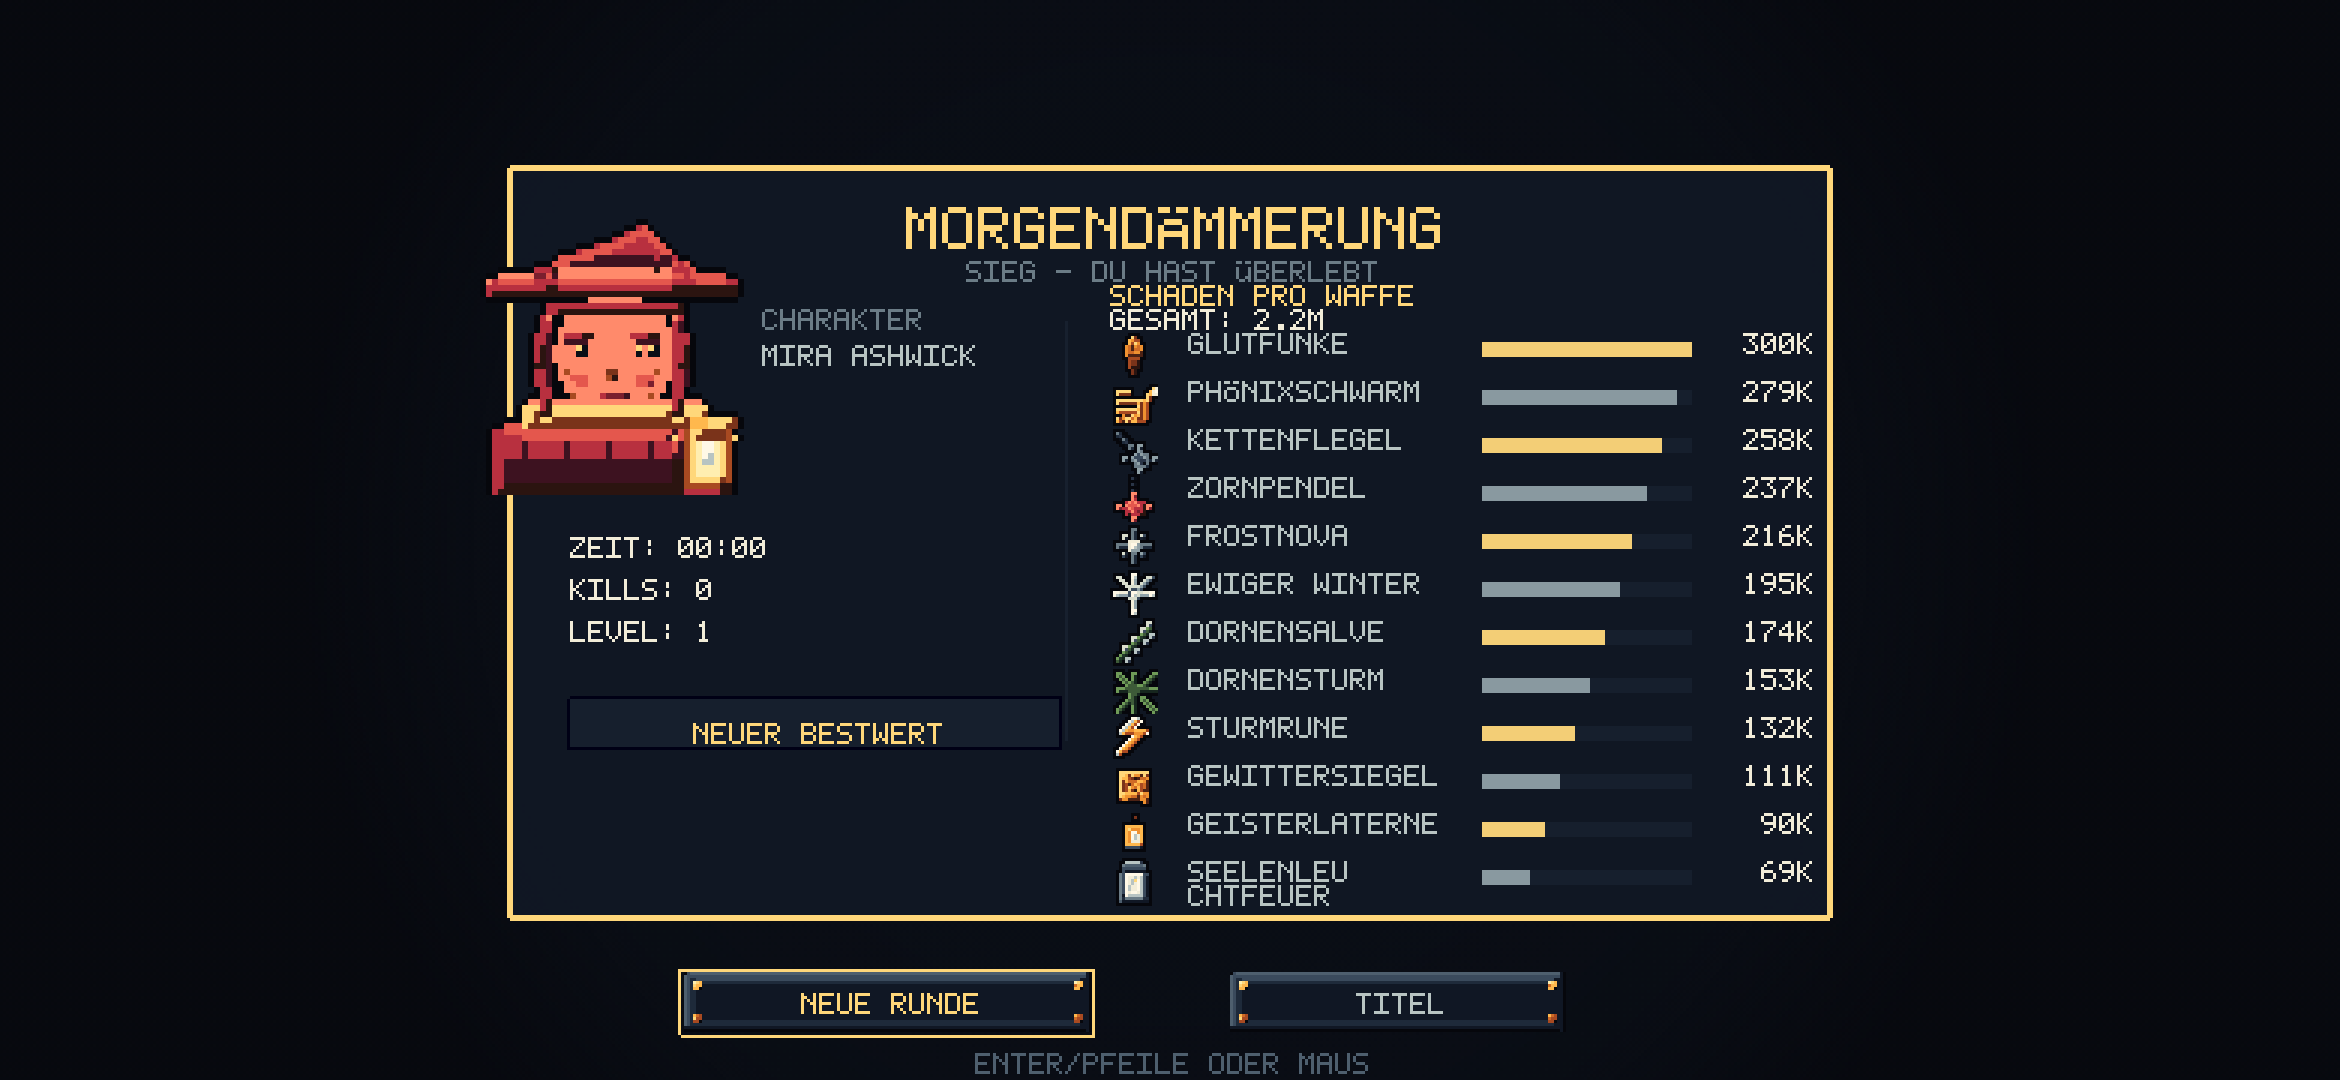 MORGENDäMMERUNG
SIEG - DU HAST üBERLEBT
CHARAKTER
MIRA ASHWICK
ZEIT: 00:00
KILLS: 0
LEVEL: 1
NEUER BESTWERT
SCHADEN PRO WAFFE
GESAMT: 2.2M
GLUTFUNKE 300K
PHöNIXSCHWARM 279K
KETTENFLEGEL 258K
ZORNPENDEL 237K
FROSTNOVA 216K
EWIGER WINTER 195K
DORNENSALVE 174K
DORNENSTURM 153K
STURMRUNE 132K
GEWITTERSIEGEL 111K
GEISTERLATERNE 90K
SEELENLEU 69K
CHTFEUER
NEUE RUNDE
TITEL
ENTER/PFEILE ODER MAUS